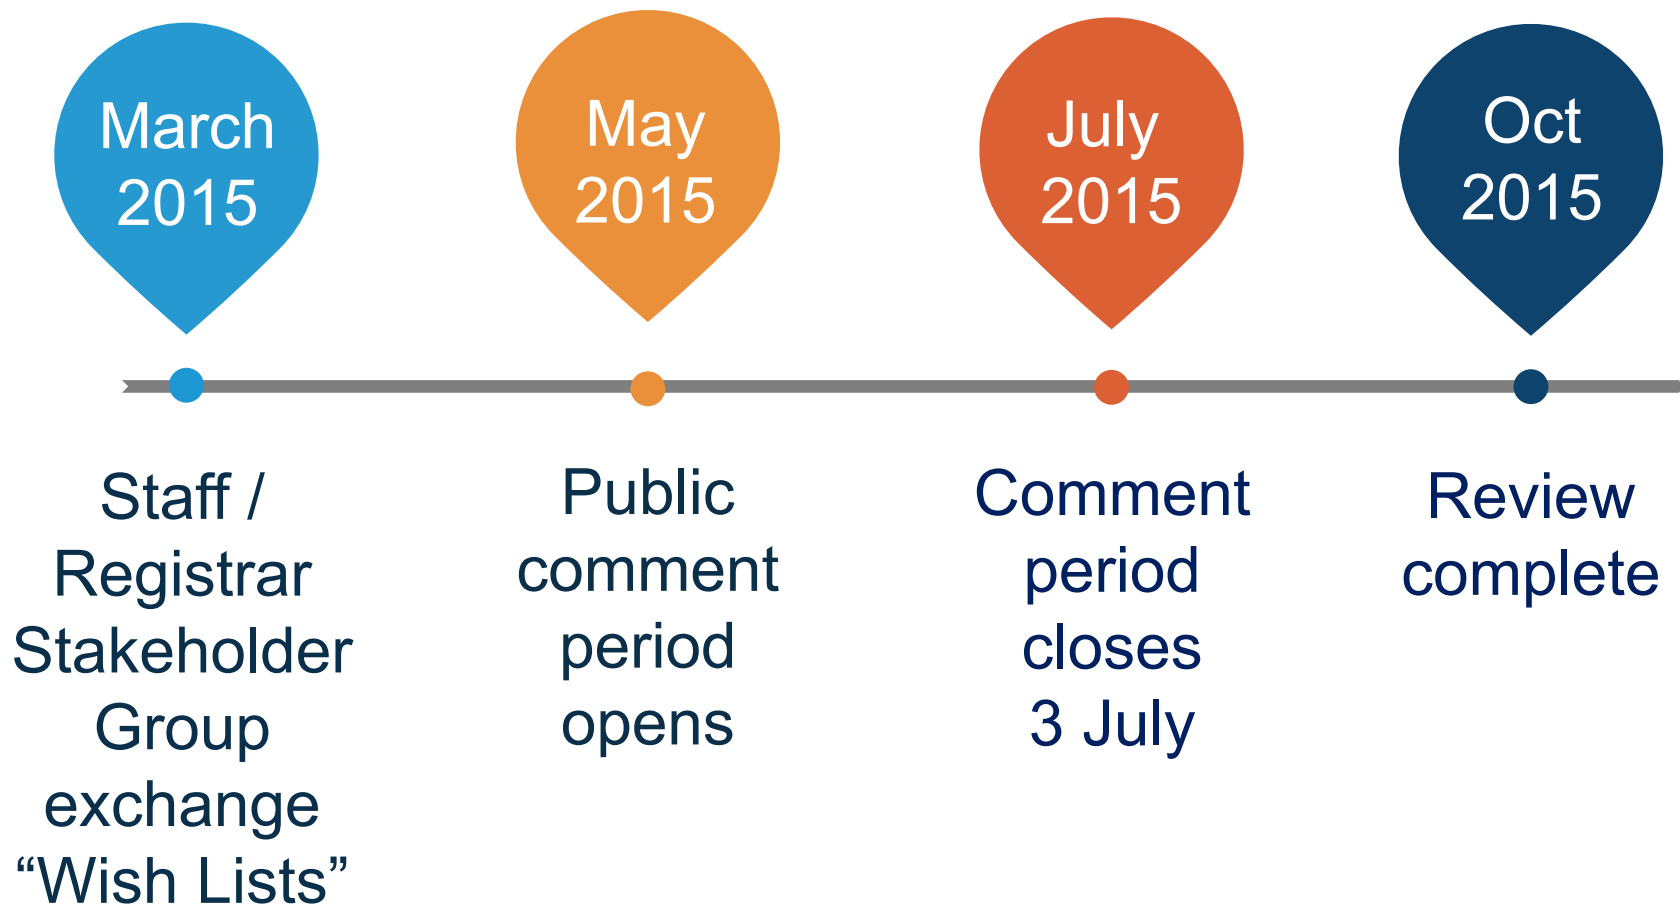 March
2015
May
2015
July
2015
Oct
2015
Staff /
Registrar
Stakeholder
Group
exchange
“Wish Lists”
Public
comment
period
opens
Comment
period
closes
3 July
Review
complete